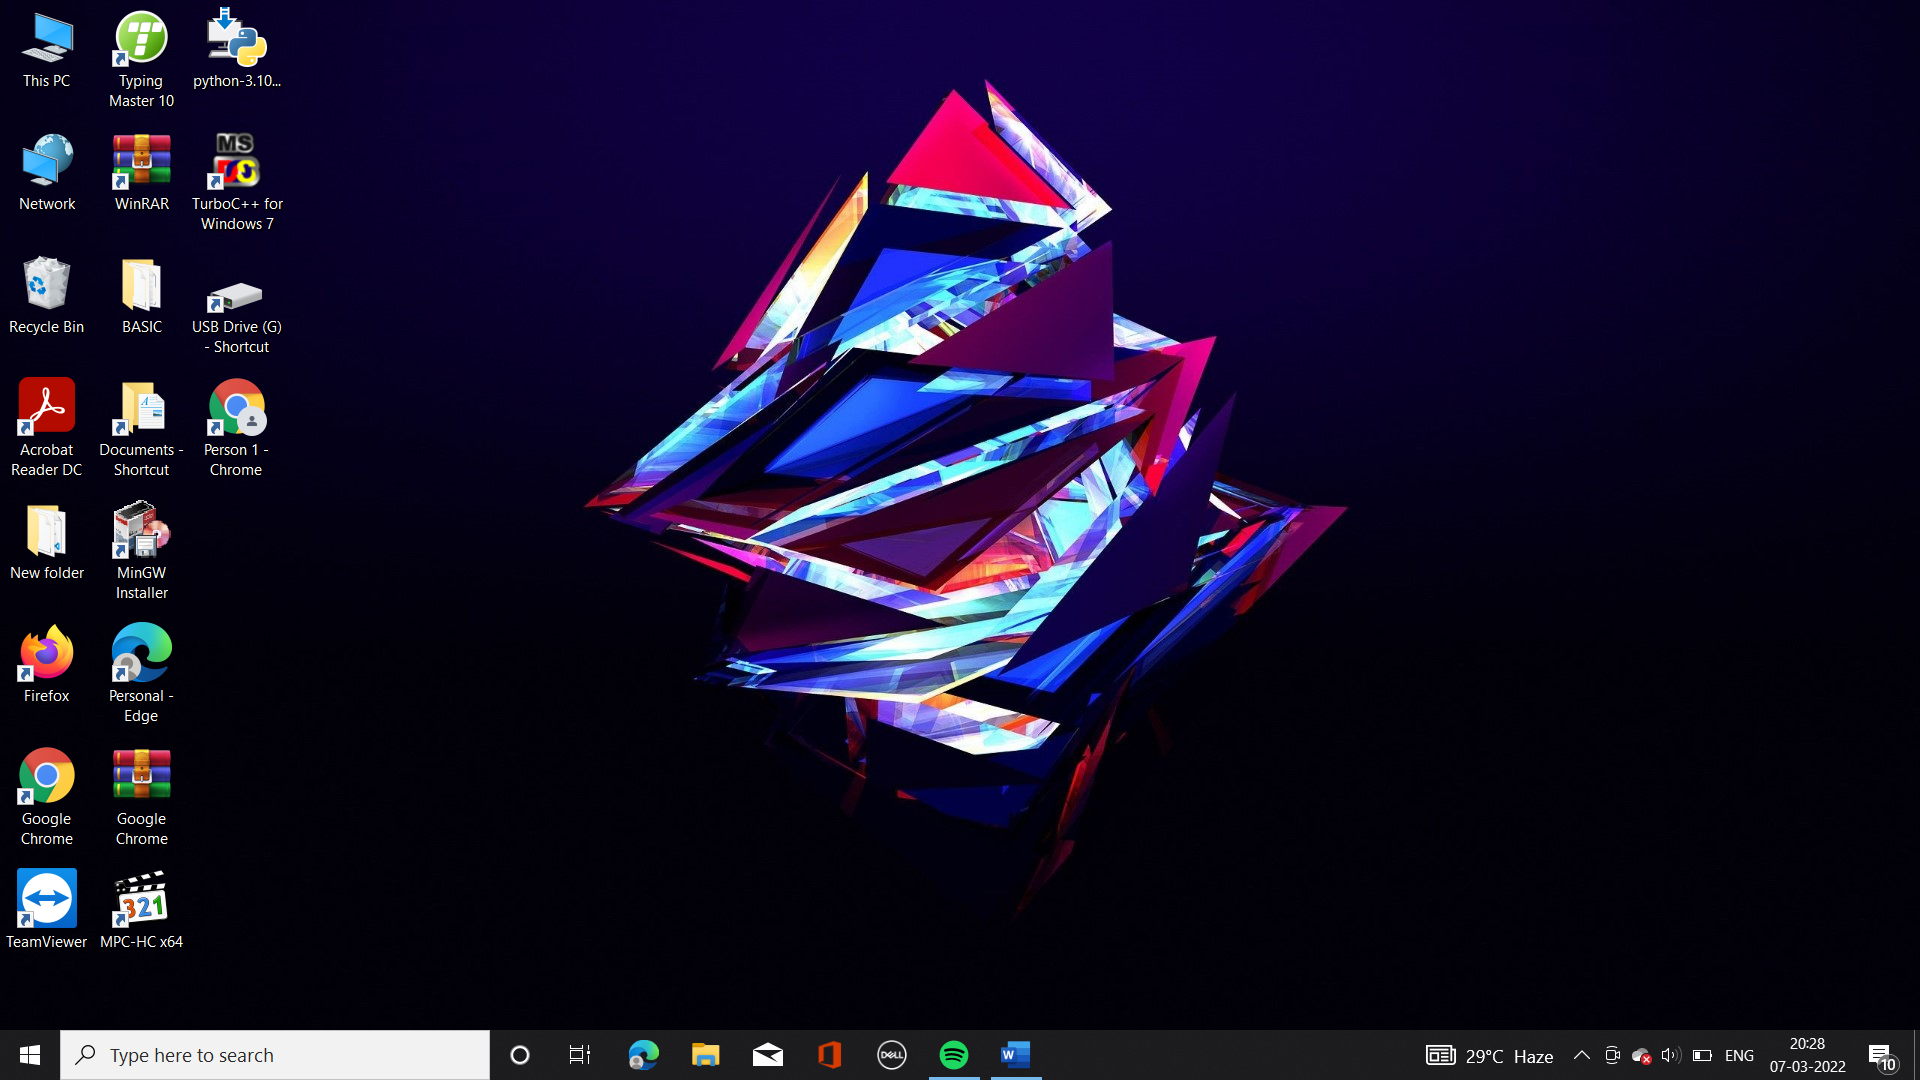 This PC
Typing
Master 10
python-3.10...
Network
WinRAR
MS
TurboC++ for
Windows 7
Recycle Bin
BASIC
USB Drive (G)
- Shortcut
Acrobat
Reader DC
Documents -
Shortcut
Person 1 -
Chrome
New folder
MinGW
Installer
Firefox
Personal -
Edge
Google
Chrome
Google
Chrome
TeamViewer
321
MPC-HC x64
Type here to search
DELL
W
29°C Haze
ENG
20:28
07-03-2022
10